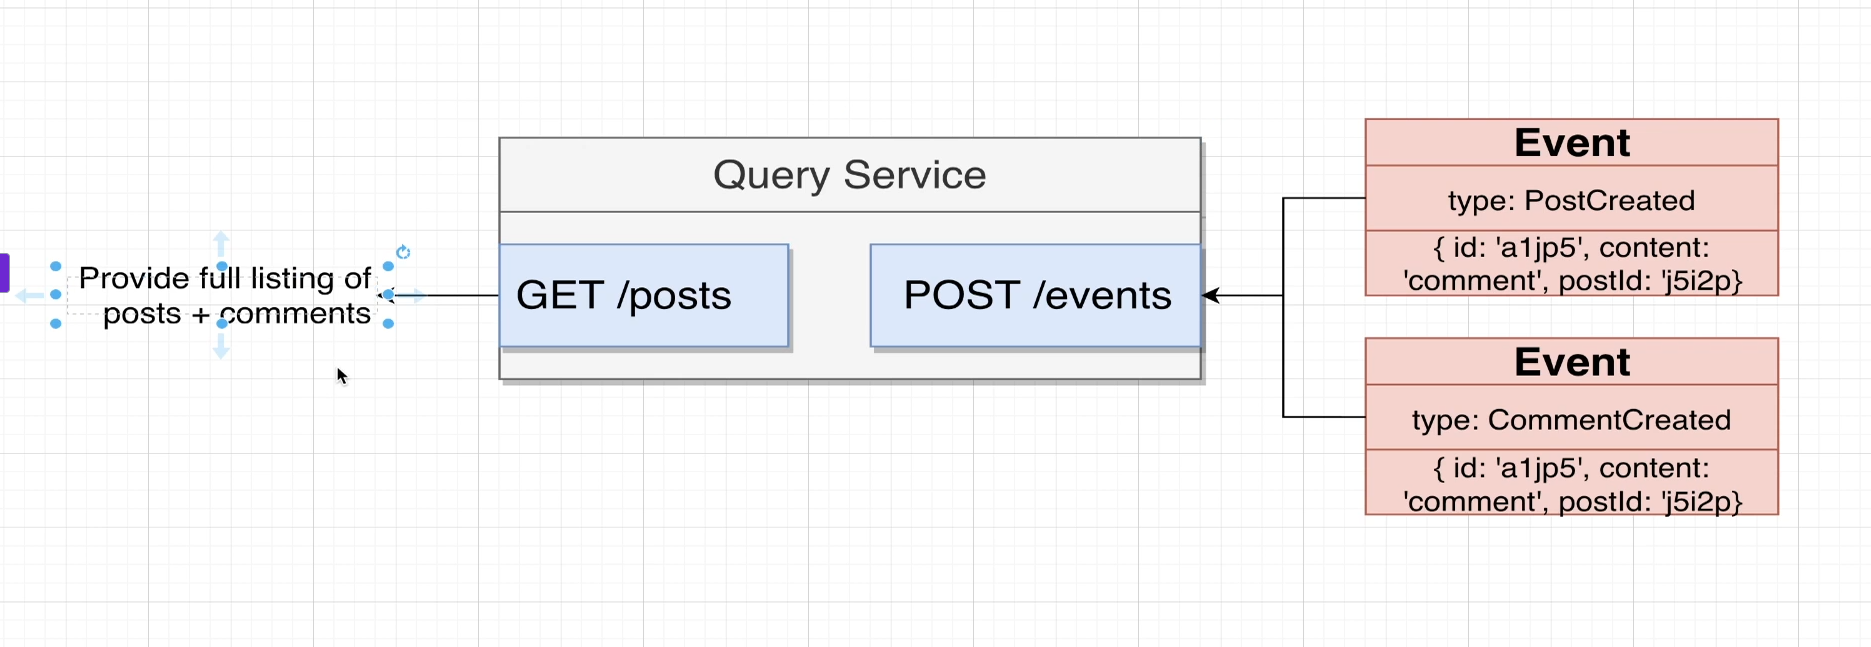 Provide full listing of
posts + comments
Query Service
GET /posts
POST /events
Event
type: PostCreated
{ id: 'a1jp5', content:
'comment', postId: 'j5i2p}
Event
type: CommentCreated
{ id: 'a1jp5', content:
'comment', postId: 'j5i2p}